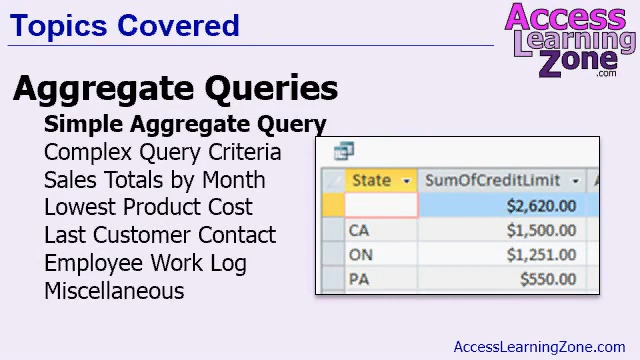 Topics Covered
Access
Learning
Zone
.com
Aggregate Queries
Simple Aggregate Query
Complex Query Criteria
Sales Totals by Month
Lowest Product Cost
Last Customer Contact
Employee Work Log
Miscellaneous
State SumOfCreditLimit
$2,620.00
CA $1,500.00
ON $1,251.00
PA $550.00
AccessLearningZone.com